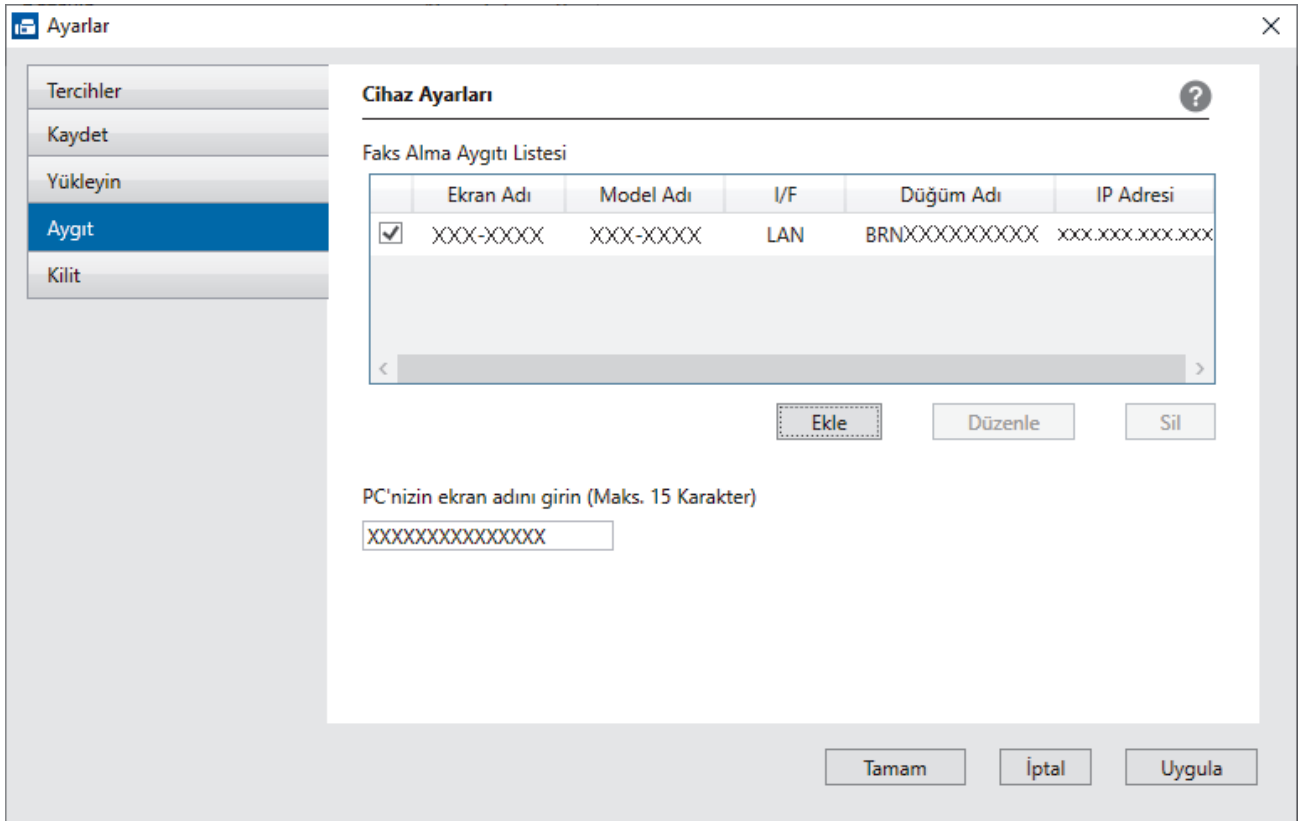 Ayarlar
Tercihler
Kaydet
Yükleyin
Aygıt
Kilit
Cihaz Ayarları
?
Faks Alma Aygıtı Listesi
Ekran Adı Model Adı I/F Düğüm Adı IP Adresi
XXX-XXXX XXX-XXXX LAN BRNXXXXXXXXX XXX.XXX.XXX.XXX
Ekle Düzenle Sil
PC'nizin ekran adını girin (Maks. 15 Karakter)
XXXXXXXXXXXXXXX
Tamam İptal Uygula